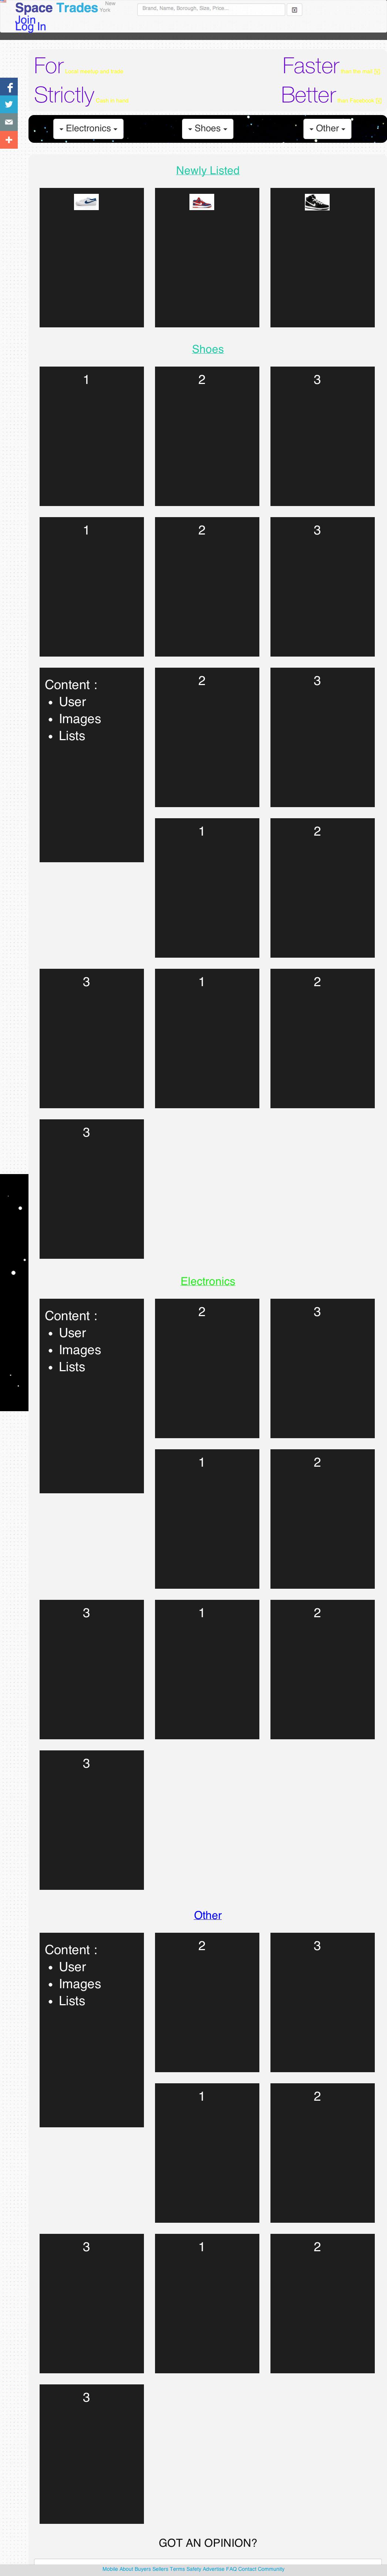 Space Trades New York
Brand, Name, Borough, Size, Price...
Join
Log In
For
Faster
Strictly
Better
Electronics
Shoes
Other
Newly Listed
Shoes
1
2
3
1
2
3
Content :
User
Images
Lists
2
3
1
2
3
1
2
3
Electronics
Content :
User
Images
Lists
2
3
1
2
3
1
2
3
Other
Content :
User
Images
Lists
2
3
1
2
3
1
2
3
GOT AN OPINION?
Mobile About Buyers Sellers Terms Safety Advertise FAQ Contact Community